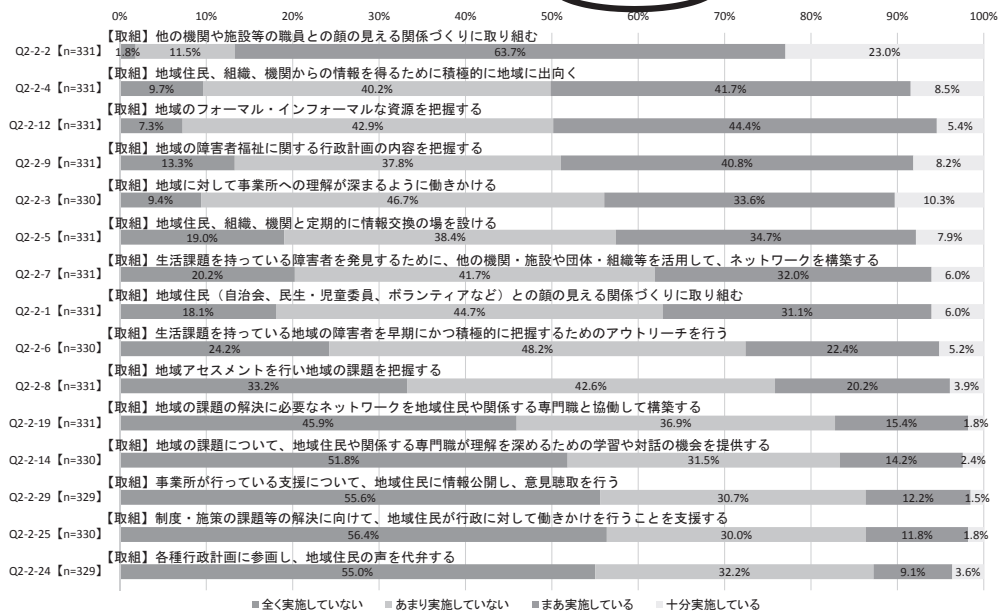 0% 10% 20% 30% 40% 50% 60% 70% 80% 90% 100%
【取組】他の機関や施設等の職員との顔の見える関係づくりに取り組む
Q2-2-2【n=331】 1.8% 11.5% 63.7% 23.0%
【取組】地域住民、組織、機関からの情報を得るために積極的に地域に出向く
Q2-2-4【n=331】 9.7% 40.2% 41.7% 8.5%
【取組】地域のフォーマル・インフォーマルな資源を把握する
Q2-2-12【n=331】 7.3% 42.9% 44.4% 5.4%
【取組】地域の障害者福祉に関する行政計画の内容を把握する
Q2-2-9【n=331】 13.3% 37.8% 40.8% 8.2%
【取組】地域に対して事業所への理解が深まるように働きかける
Q2-2-3【n=330】 9.4% 46.7% 33.6% 10.3%
【取組】地域住民、組織、機関と定期的に情報交換の場を設ける
Q2-2-5【n=331】 19.0% 38.4% 34.7% 7.9%
【取組】生活課題を持っている障害者を発見するために、他の機関・施設や団体・組織等を活用して、ネットワークを構築する
Q2-2-7【n=331】 20.2% 41.7% 32.0% 6.0%
【取組】地域住民（自治会、民生・児童委員、ボランティアなど）との顔の見える関係づくりに取り組む
Q2-2-1【n=331】 18.1% 44.7% 31.1% 6.0%
【取組】生活課題を持っている地域の障害者を早期にかつ積極的に把握するためのアウトリーチを行う
Q2-2-6【n=330】 24.2% 48.2% 22.4% 5.2%
【取組】地域アセスメントを行い地域の課題を把握する
Q2-2-8【n=331】 33.2% 42.6% 20.2% 3.9%
【取組】地域の課題の解決に必要なネットワークを地域住民や関係する専門職と協働して構築する
Q2-2-19【n=331】 45.9% 36.9% 15.4% 1.8%
【取組】地域の課題について、地域住民や関係する専門職が理解を深めるための学習や対話の機会を提供する
Q2-2-14【n=330】 51.8% 31.5% 14.2% 2.4%
【取組】事業所が行っている支援について、地域住民に情報公開し、意見聴取を行う
Q2-2-29【n=329】 55.6% 30.7% 12.2% 1.5%
【取組】制度・施策の課題等の解決に向けて、地域住民が行政に対して働きかけを行うことを支援する
Q2-2-25【n=330】 56.4% 30.0% 11.8% 1.8%
【取組】各種行政計画に参画し、地域住民の声を代弁する
Q2-2-24【n=329】 55.0% 32.2% 9.1% 3.6%
■全く実施していない ■あまり実施していない ■まあ実施している ■十分実施している